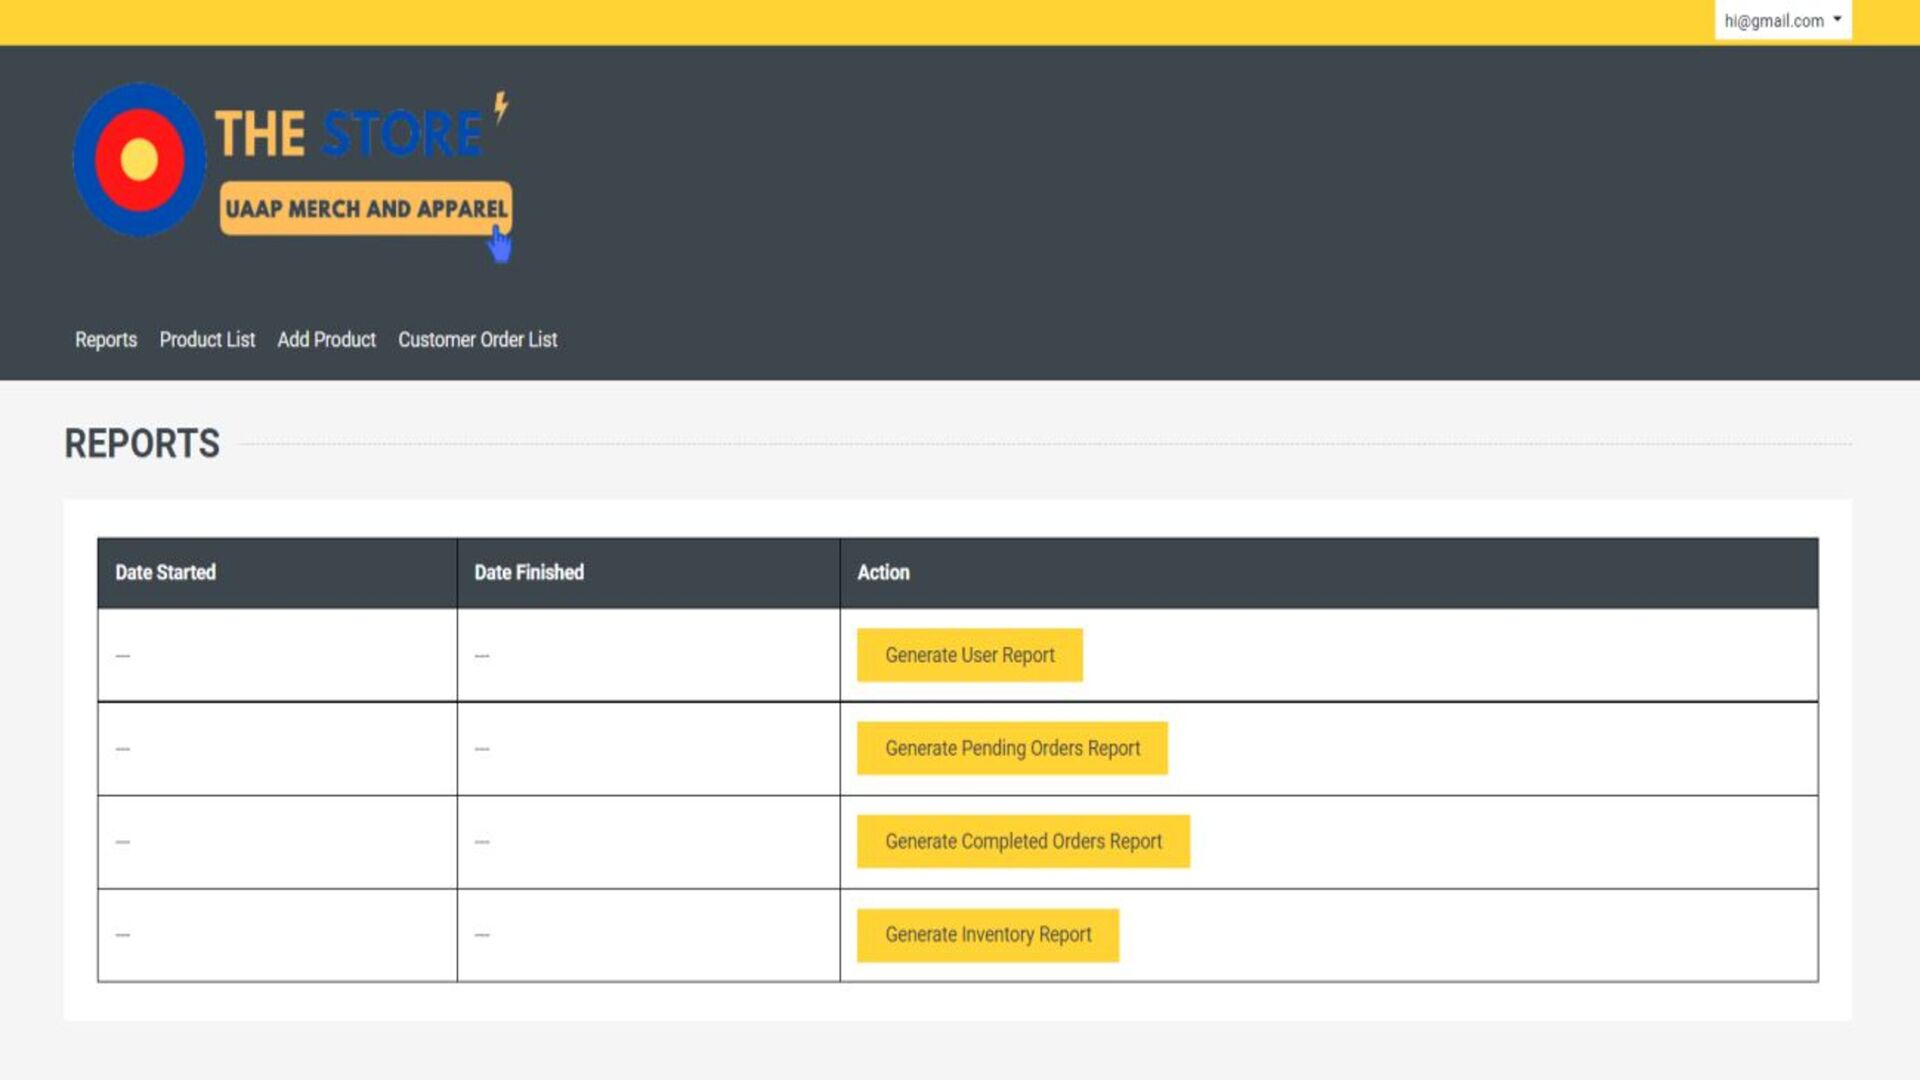 hi@gmail.com
THE STORE
UAAP MERCH AND APPAREL
Reports Product List Add Product Customer Order List
REPORTS
Date Started Date Finished Action
--- --- Generate User Report
--- --- Generate Pending Orders Report
--- --- Generate Completed Orders Report
--- --- Generate Inventory Report